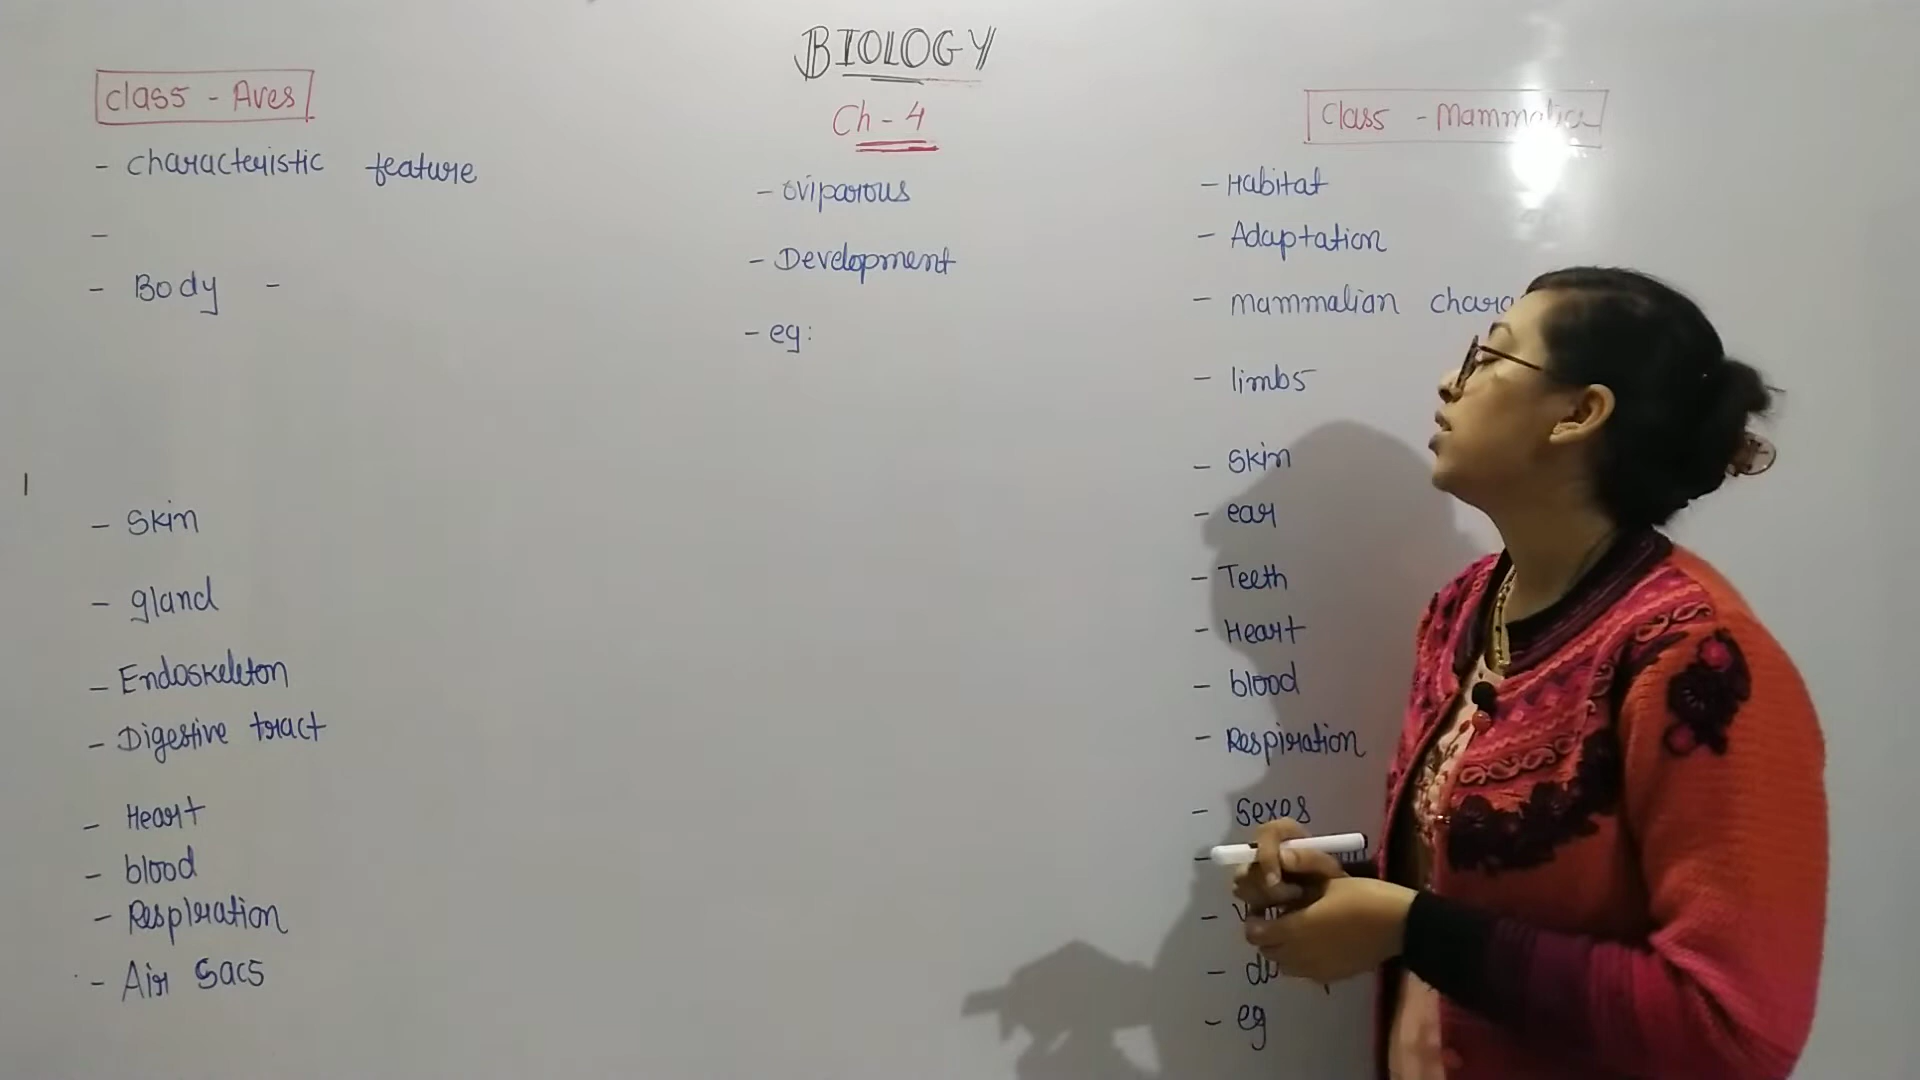 BIOLOGY
Ch - 4
Class - Aves
- characteristic feature
-
- Body -
- Skin
- gland
- Endoskeleton
- Digestive tract
- Heart
- blood
- Respiration
- Air sacs
- oviparous
- Development
- eg:
Class - Mammalia
- Habitat
- Adaptation
- mammalian
- limbs
- Skin
- ear
- Teeth
- Heart
- blood
- Respiration
- Sexes
- eg